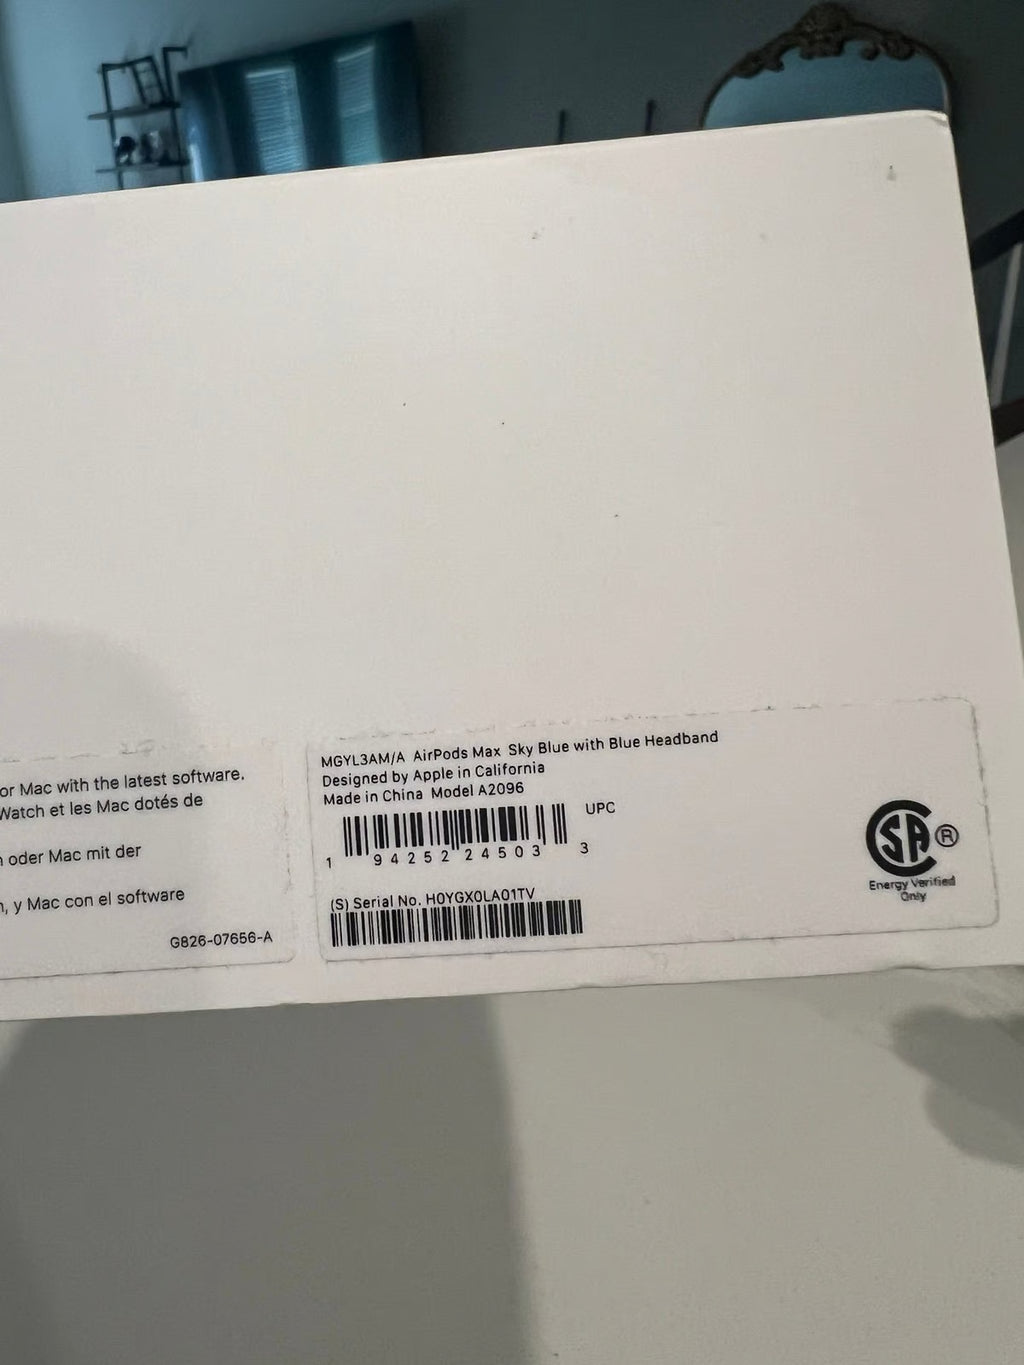 or Mac with the latest software.
Watch et les Mac dotés de
oder Mac mit der
, y Mac con el software
G826-07656-A
MGYL3AM/A AirPods Max Sky Blue with Blue Headband
Designed by Apple in California
Made in China Model A2096
UPC
1 94252 24503 3
(S) Serial No. H0YGX0LA01TV
SA ®
Energy Verified
Only